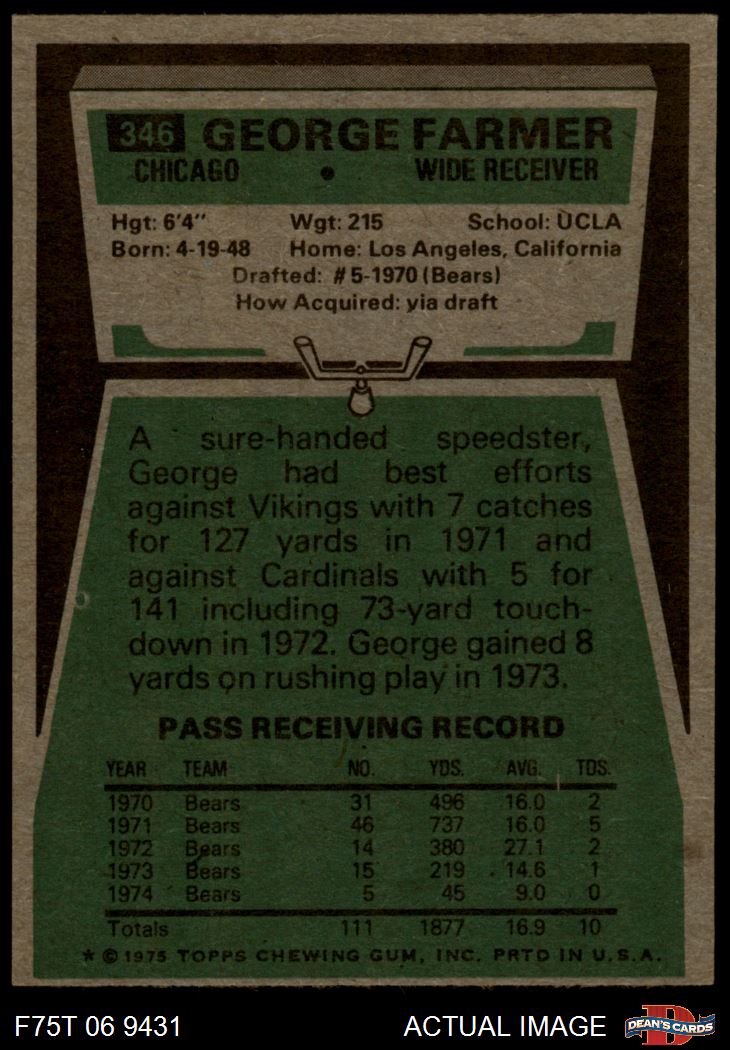 346 GEORGE FARMER
CHICAGO • WIDE RECEIVER
Hgt: 6'4" Wgt: 215 School: UCLA
Born: 4-19-48 Home: Los Angeles, California
Drafted: #5-1970 (Bears)
How Acquired: yia draft
A sure-handed speedster,
George had best efforts
against Vikings with 7 catches
for 127 yards in 1971 and
against Cardinals with 5 for
141 including 73-yard touch-
down in 1972. George gained 8
yards on rushing play in 1973.
PASS RECEIVING RECORD
YEAR TEAM NO. YDS. AVG. TDS.
1970 Bears 31 496 16.0 2
1971 Bears 46 737 16.0 5
1972 Bears 14 380 27.1 2
1973 Bears 15 219 14.6 1
1974 Bears 5 45 9.0 0
Totals 111 1877 16.9 10
* © 1975 TOPPS CHEWING GUM, INC. PRTD IN U.S.A.
F75T 06 9431 ACTUAL IMAGE D DEAN'S CARDS